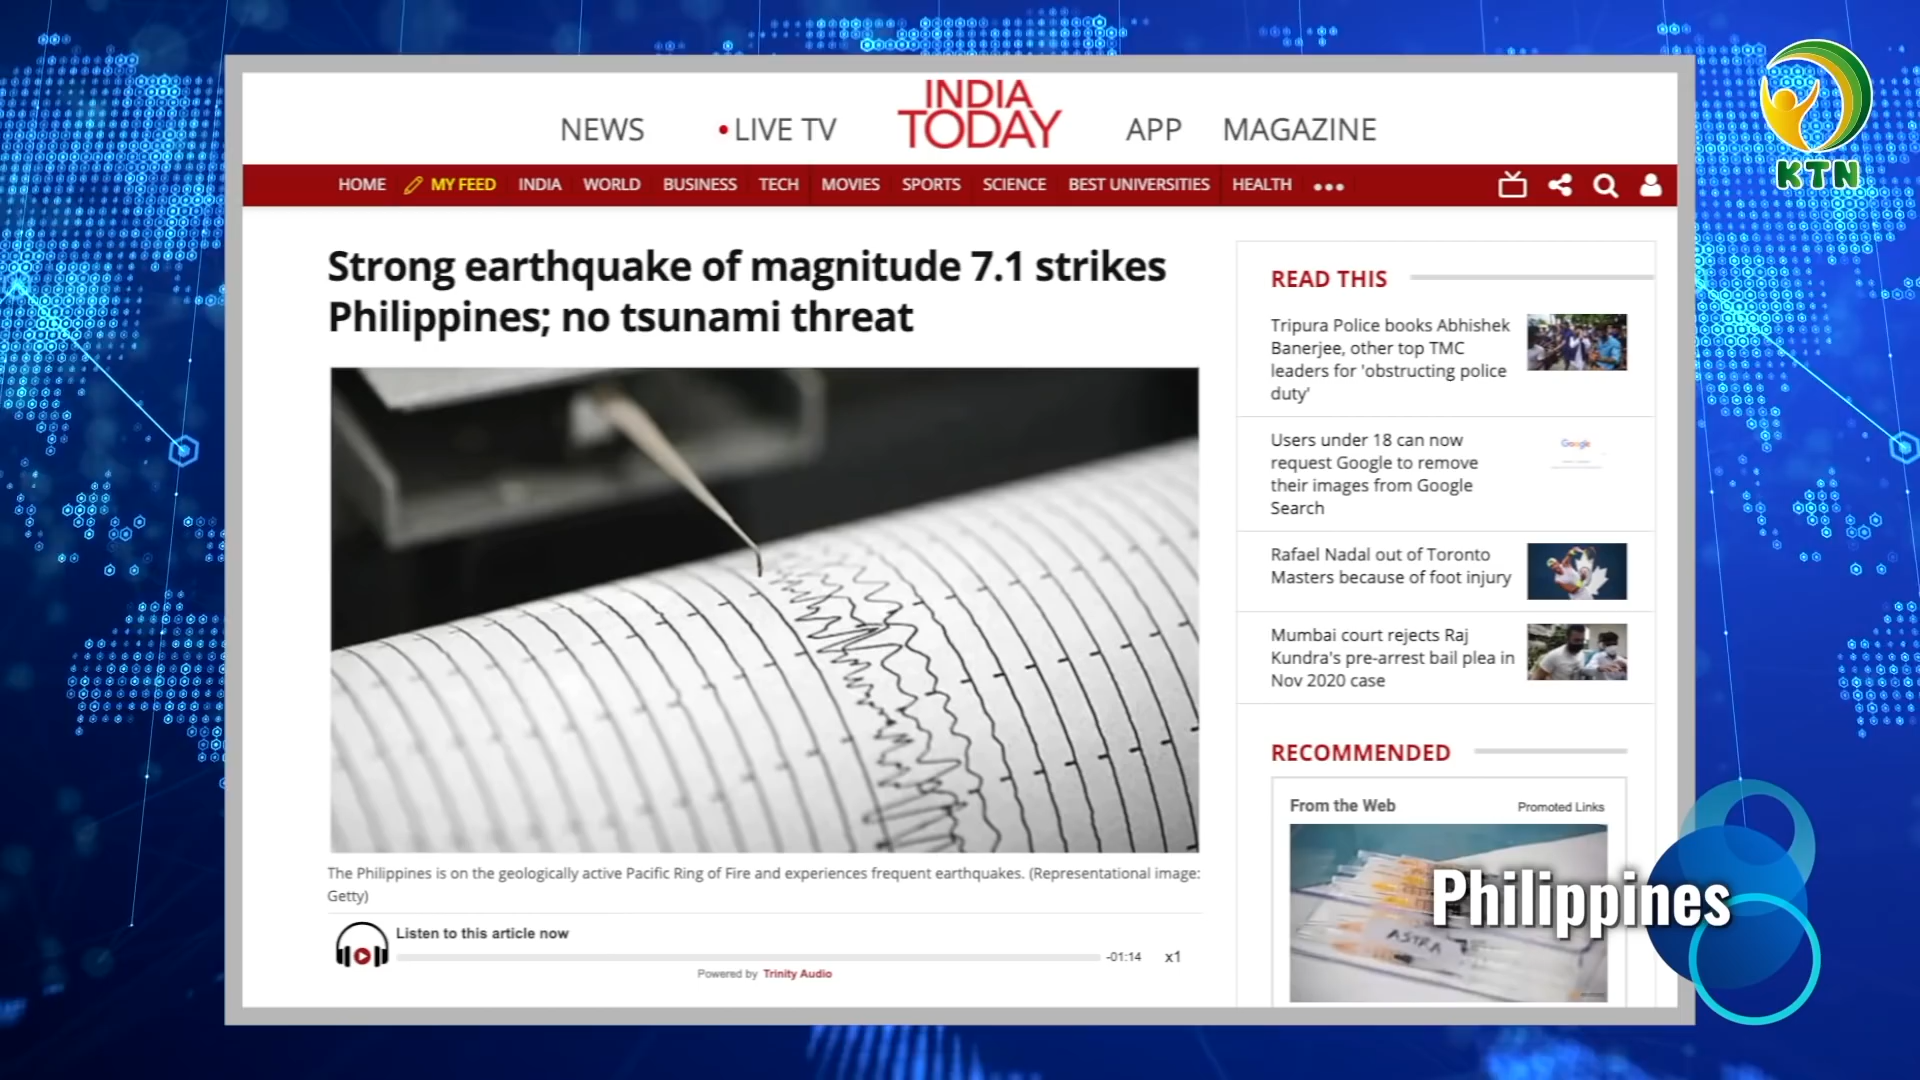 KTN
NEWS
LIVE TV
INDIA
TODAY
APP
MAGAZINE
HOME MY FEED INDIA WORLD BUSINESS TECH MOVIES SPORTS SCIENCE BEST UNIVERSITIES HEALTH
Strong earthquake of magnitude 7.1 strikes
Philippines; no tsunami threat
The Philippines is on the geologically active Pacific Ring of Fire and experiences frequent earthquakes. (Representational image:
Getty)
Listen to this article now
-01:14 x1
Powered by Trinity Audio
READ THIS
Tripura Police books Abhishek
Banerjee, other top TMC
leaders for 'obstructing police
duty'
Users under 18 can now
request Google to remove
their images from Google
Search
Google
Rafael Nadal out of Toronto
Masters because of foot injury
Mumbai court rejects Raj
Kundra's pre-arrest bail plea in
Nov 2020 case
RECOMMENDED
From the Web Promoted Links
ASTRA
Philippines